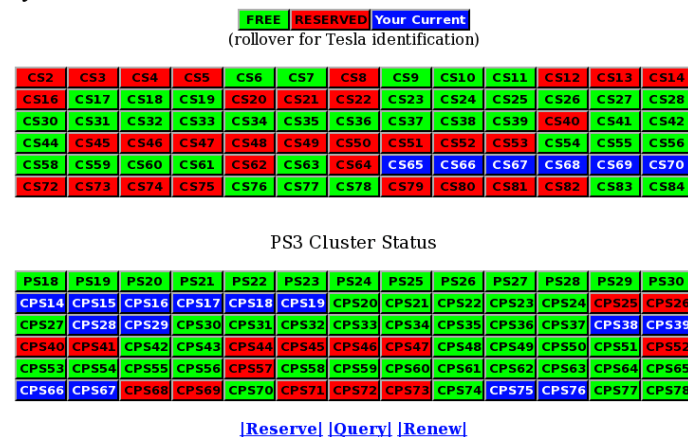 FREE RESERVED Your Current
(rollover for Tesla identification)
CS2 CS3 CS4 CS5 CS6 CS7 CS8 CS9 CS10 CS11 CS12 CS13 CS14
CS16 CS17 CS18 CS19 CS20 CS21 CS22 CS23 CS24 CS25 CS26 CS27 CS28
CS30 CS31 CS32 CS33 CS34 CS35 CS36 CS37 CS38 CS39 CS40 CS41 CS42
CS44 CS45 CS46 CS47 CS48 CS49 CS50 CS51 CS52 CS53 CS54 CS55 CS56
CS58 CS59 CS60 CS61 CS62 CS63 CS64 CS65 CS66 CS67 CS68 CS69 CS70
CS72 CS73 CS74 CS75 CS76 CS77 CS78 CS79 CS80 CS81 CS82 CS83 CS84
PS3 Cluster Status
PS18 PS19 PS20 PS21 PS22 PS23 PS24 PS25 PS26 PS27 PS28 PS29 PS30
CPS14 CPS15 CPS16 CPS17 CPS18 CPS19 CPS20 CPS21 CPS22 CPS23 CPS24 CPS25 CPS26
CPS27 CPS28 CPS29 CPS30 CPS31 CPS32 CPS33 CPS34 CPS35 CPS36 CPS37 CPS38 CPS39
CPS40 CPS41 CPS42 CPS43 CPS44 CPS45 CPS46 CPS47 CPS48 CPS49 CPS50 CPS51 CPS52
CPS53 CPS54 CPS55 CPS56 CPS57 CPS58 CPS59 CPS60 CPS61 CPS62 CPS63 CPS64 CPS65
CPS66 CPS67 CPS68 CPS69 CPS70 CPS71 CPS72 CPS73 CPS74 CPS75 CPS76 CPS77 CPS78
|Reserve| |Query| |Renew|